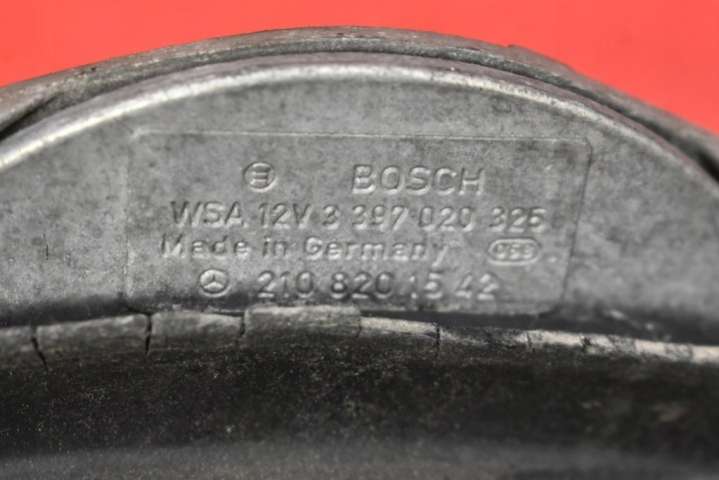 BOSCH
WSA 12V 3 397 020 325
Made in Germany
210 820 15 42